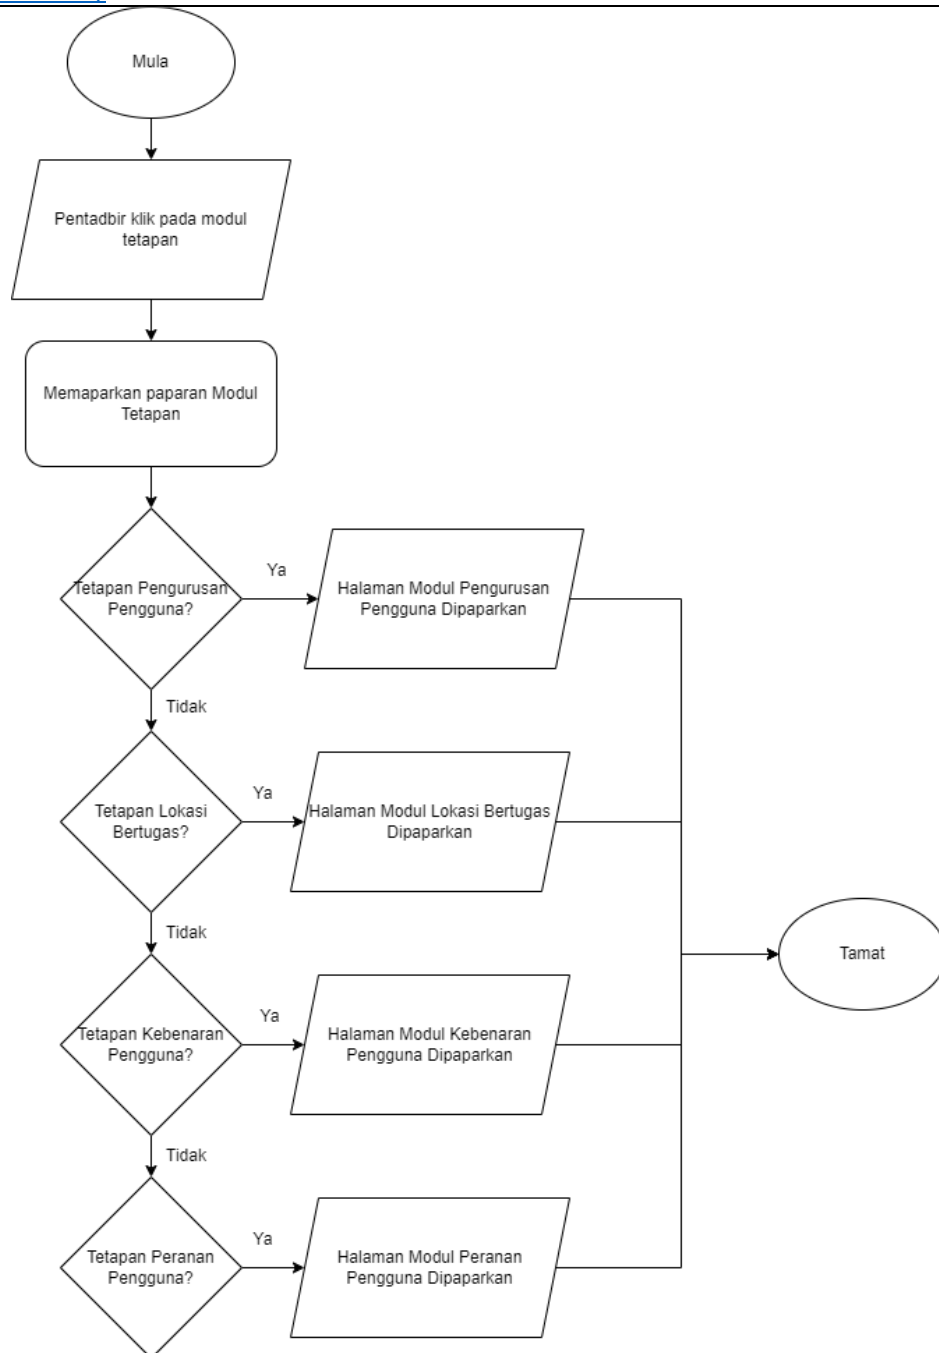 Mula
Pentadbir klik pada modul
tetapan
Memaparkan paparan Modul
Tetapan
Tetapan Pengurusan
Pengguna?
Ya
Halaman Modul Pengurusan
Pengguna Dipaparkan
Tidak
Tetapan Lokasi
Bertugas?
Ya
Halaman Modul Lokasi Bertugas
Dipaparkan
Tidak
Tamat
Tetapan Kebenaran
Pengguna?
Ya
Halaman Modul Kebenaran
Pengguna Dipaparkan
Tidak
Tetapan Peranan
Pengguna?
Ya
Halaman Modul Peranan
Pengguna Dipaparkan